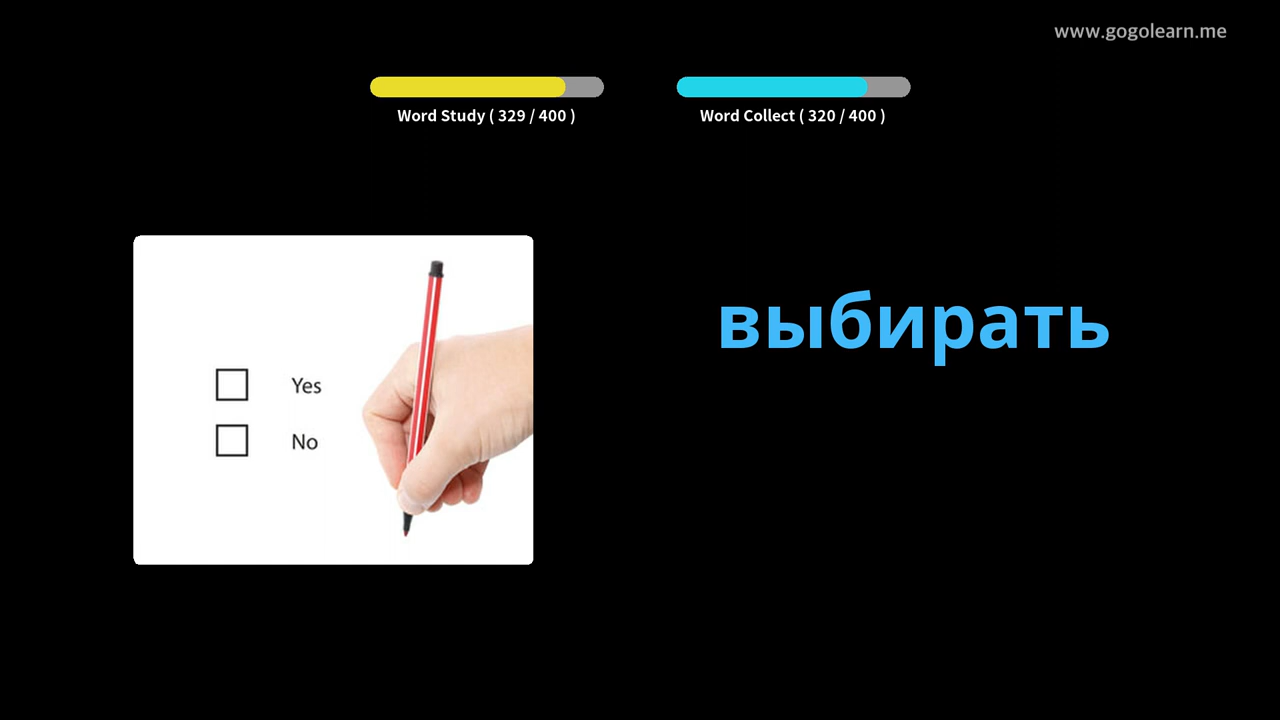 www.gogolearn.me
Word Study ( 329 / 400 )
Word Collect ( 320 / 400 )
выбирать
Yes
No